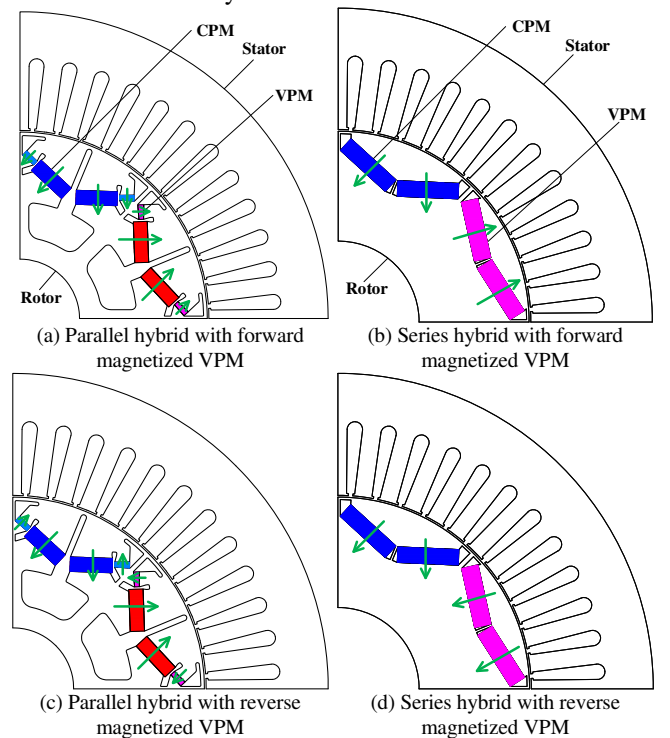 CPM
Stator
VPM
Rotor
Stator
CPM
VPM
Rotor
(a) Parallel hybrid with forward
magnetized VPM
(b) Series hybrid with forward
magnetized VPM
(c) Parallel hybrid with reverse
magnetized VPM
(d) Series hybrid with reverse
magnetized VPM